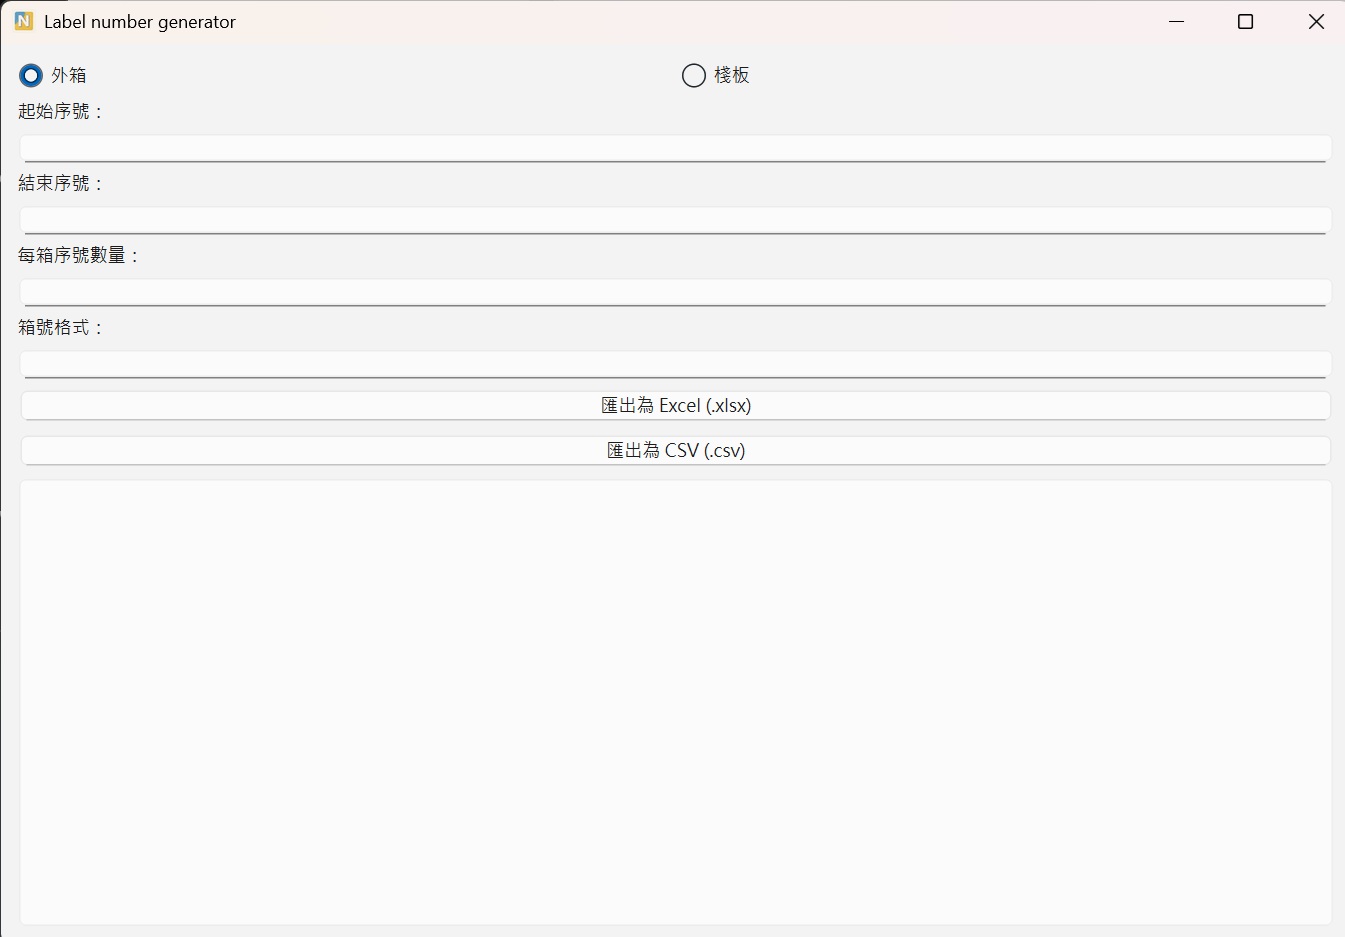 N Label number generator
外箱 棧板
起始序號：
結束序號：
每箱序號數量：
箱號格式：
匯出為 Excel (.xlsx)
匯出為 CSV (.csv)